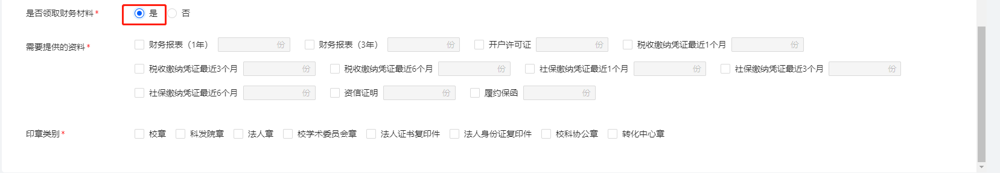 是否领取财务材料* 是 否
需要提供的资料* 财务报表（1年） 份 财务报表（3年） 份 开户许可证 份 税收缴纳凭证最近1个月 份
税收缴纳凭证最近3个月 份 税收缴纳凭证最近6个月 份 社保缴纳凭证最近1个月 份 社保缴纳凭证最近3个月 份
社保缴纳凭证最近6个月 份 资信证明 份 履约保函 份
印章类别* 校章 科发院章 法人章 校学术委员会章 法人证书复印件 法人身份证复印件 校科协公章 转化中心章